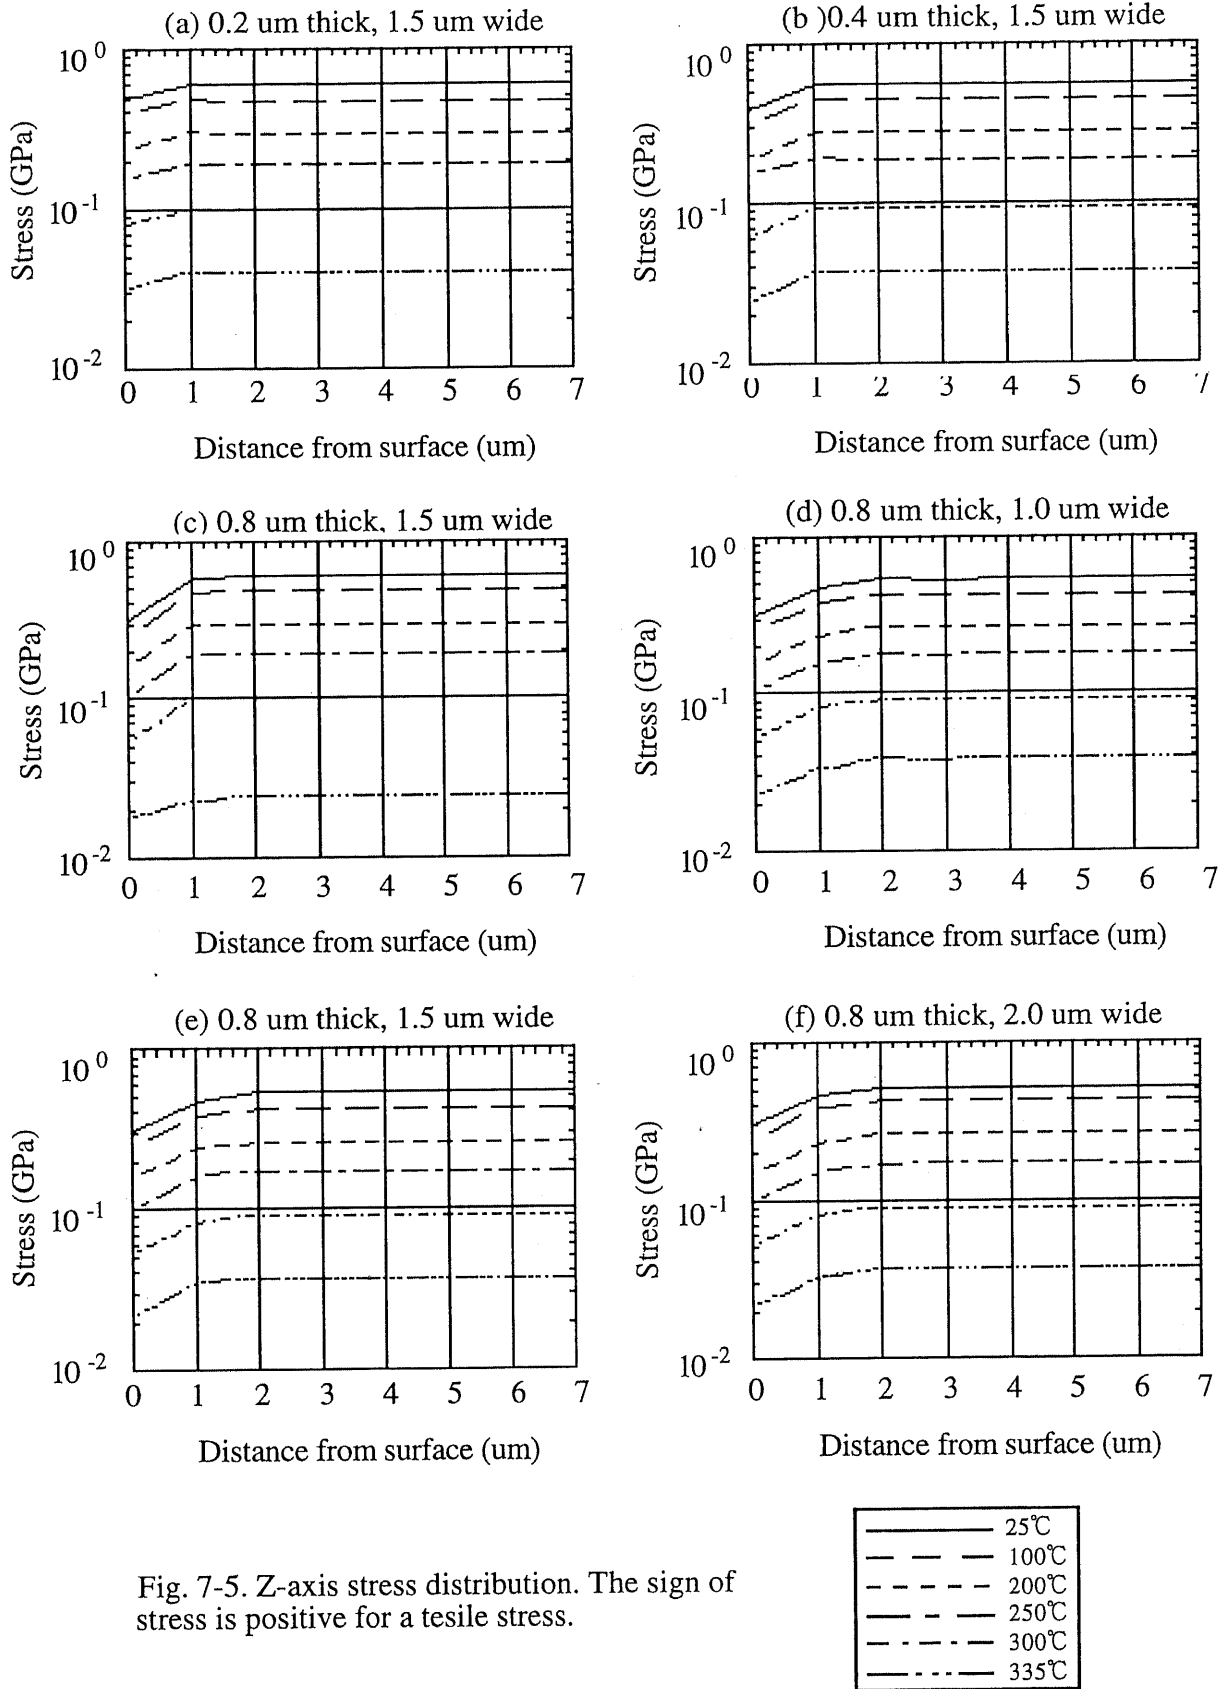 (a) 0.2 um thick, 1.5 um wide
10^0
10^-1
10^-2
Stress (GPa)
0 1 2 3 4 5 6 7
Distance from surface (um)
(b )0.4 um thick, 1.5 um wide
10^0
10^-1
10^-2
Stress (GPa)
0 1 2 3 4 5 6 7
Distance from surface (um)
(c) 0.8 um thick, 1.5 um wide
10^0
10^-1
10^-2
Stress (GPa)
0 1 2 3 4 5 6 7
Distance from surface (um)
(d) 0.8 um thick, 1.0 um wide
10^0
10^-1
10^-2
Stress (GPa)
0 1 2 3 4 5 6 7
Distance from surface (um)
(e) 0.8 um thick, 1.5 um wide
10^0
10^-1
10^-2
Stress (GPa)
0 1 2 3 4 5 6 7
Distance from surface (um)
(f) 0.8 um thick, 2.0 um wide
10^0
10^-1
10^-2
Stress (GPa)
0 1 2 3 4 5 6 7
Distance from surface (um)
25℃
100℃
200℃
250℃
300℃
335℃
Fig. 7-5. Z-axis stress distribution. The sign of
stress is positive for a tesile stress.